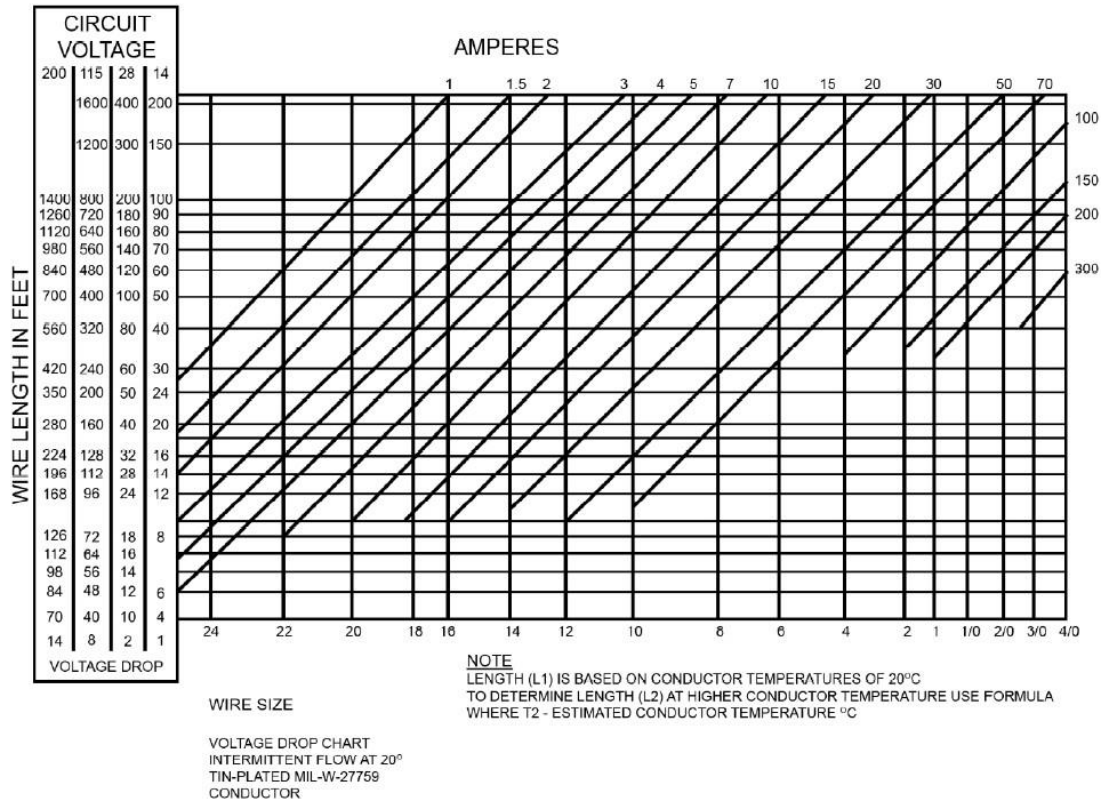 CIRCUIT
VOLTAGE
200 115 28 14
AMPERES
1 1.5 2 3 4 5 7 10 15 20 30 50 70
100
150
200
300
WIRE LENGTH IN FEET
1600 400 200
1200 300 150
1400 800 200 100
1260 720 180 90
1120 640 160 80
980 560 140 70
840 480 120 60
700 400 100 50
560 320 80 40
420 240 60 30
350 200 50 24
280 160 40 20
224 128 32 16
196 112 28 14
168 96 24 12
126 72 18 8
112 64 16
98 56 14
84 48 12 6
70 40 10 4
14 8 2 1
VOLTAGE DROP
24 22 20 18 16 14 12 10 8 6 4 2 1 1/0 2/0 3/0 4/0
WIRE SIZE
NOTE
LENGTH (L1) IS BASED ON CONDUCTOR TEMPERATURES OF 20°C
TO DETERMINE LENGTH (L2) AT HIGHER CONDUCTOR TEMPERATURE USE FORMULA
WHERE T2 - ESTIMATED CONDUCTOR TEMPERATURE °C
VOLTAGE DROP CHART
INTERMITTENT FLOW AT 20°
TIN-PLATED MIL-W-27759
CONDUCTOR